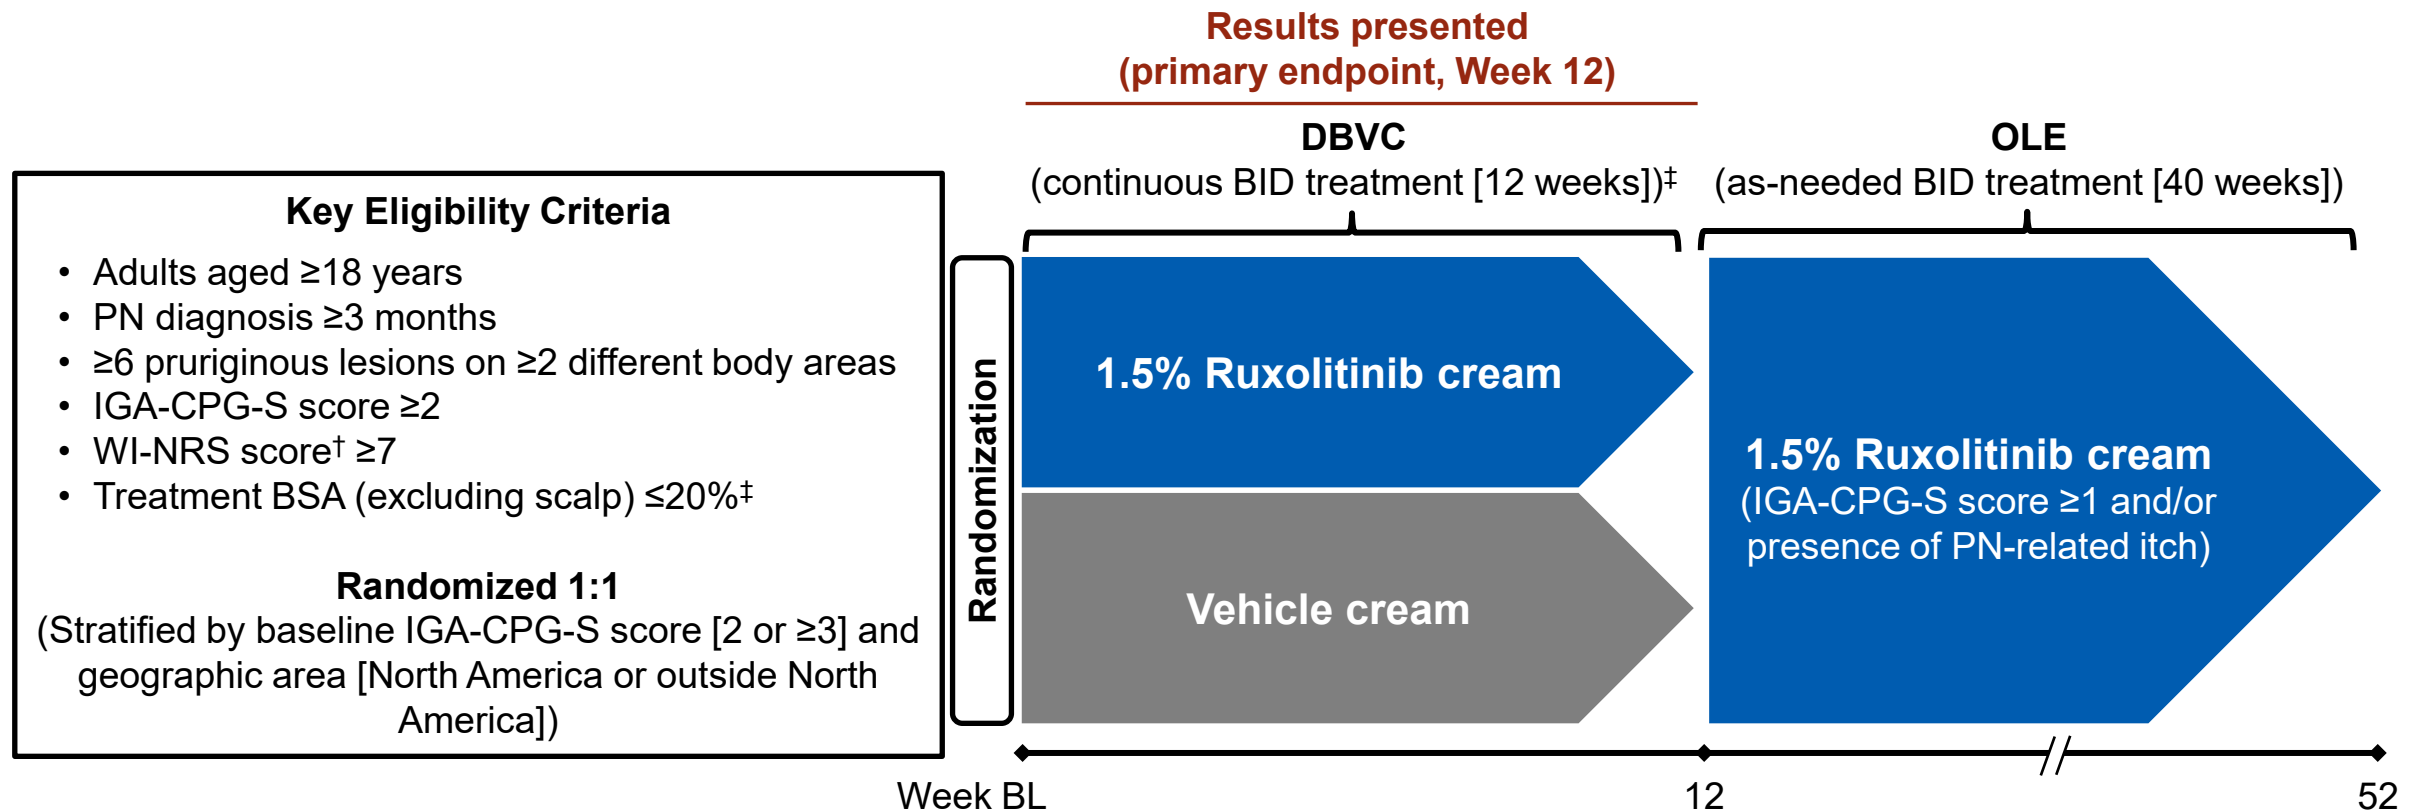 Results presented
(primary endpoint, Week 12)
DBVC
(continuous BID treatment [12 weeks])‡
OLE
(as-needed BID treatment [40 weeks])
Key Eligibility Criteria
• Adults aged ≥18 years
• PN diagnosis ≥3 months
• ≥6 pruriginous lesions on ≥2 different body areas
• IGA-CPG-S score ≥2
• WI-NRS score† ≥7
• Treatment BSA (excluding scalp) ≤20%‡
Randomized 1:1
(Stratified by baseline IGA-CPG-S score [2 or ≥3] and
geographic area [North America or outside North
America])
Randomization
1.5% Ruxolitinib cream
Vehicle cream
1.5% Ruxolitinib cream
(IGA-CPG-S score ≥1 and/or
presence of PN-related itch)
Week BL
12
52